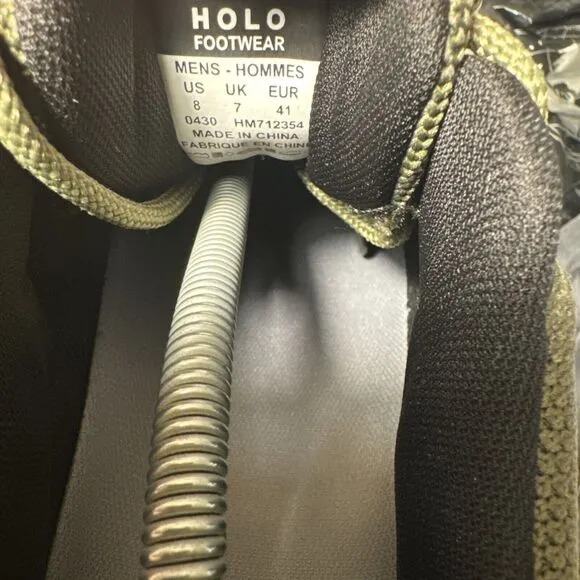 HOLO
FOOTWEAR
MENS - HOMMES
US UK EUR
8 7 41
0430 HM712354
MADE IN CHINA
FABRIQUE EN CHINE